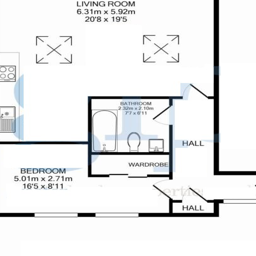 LIVING ROOM
6.31m x 5.92m
20'8 x 19'5
BATHROOM
2.32m x 2.10m
7'7 x 6'11
HALL
WARDROBE
BEDROOM
5.01m x 2.71m
16'5 x 8'11
HALL